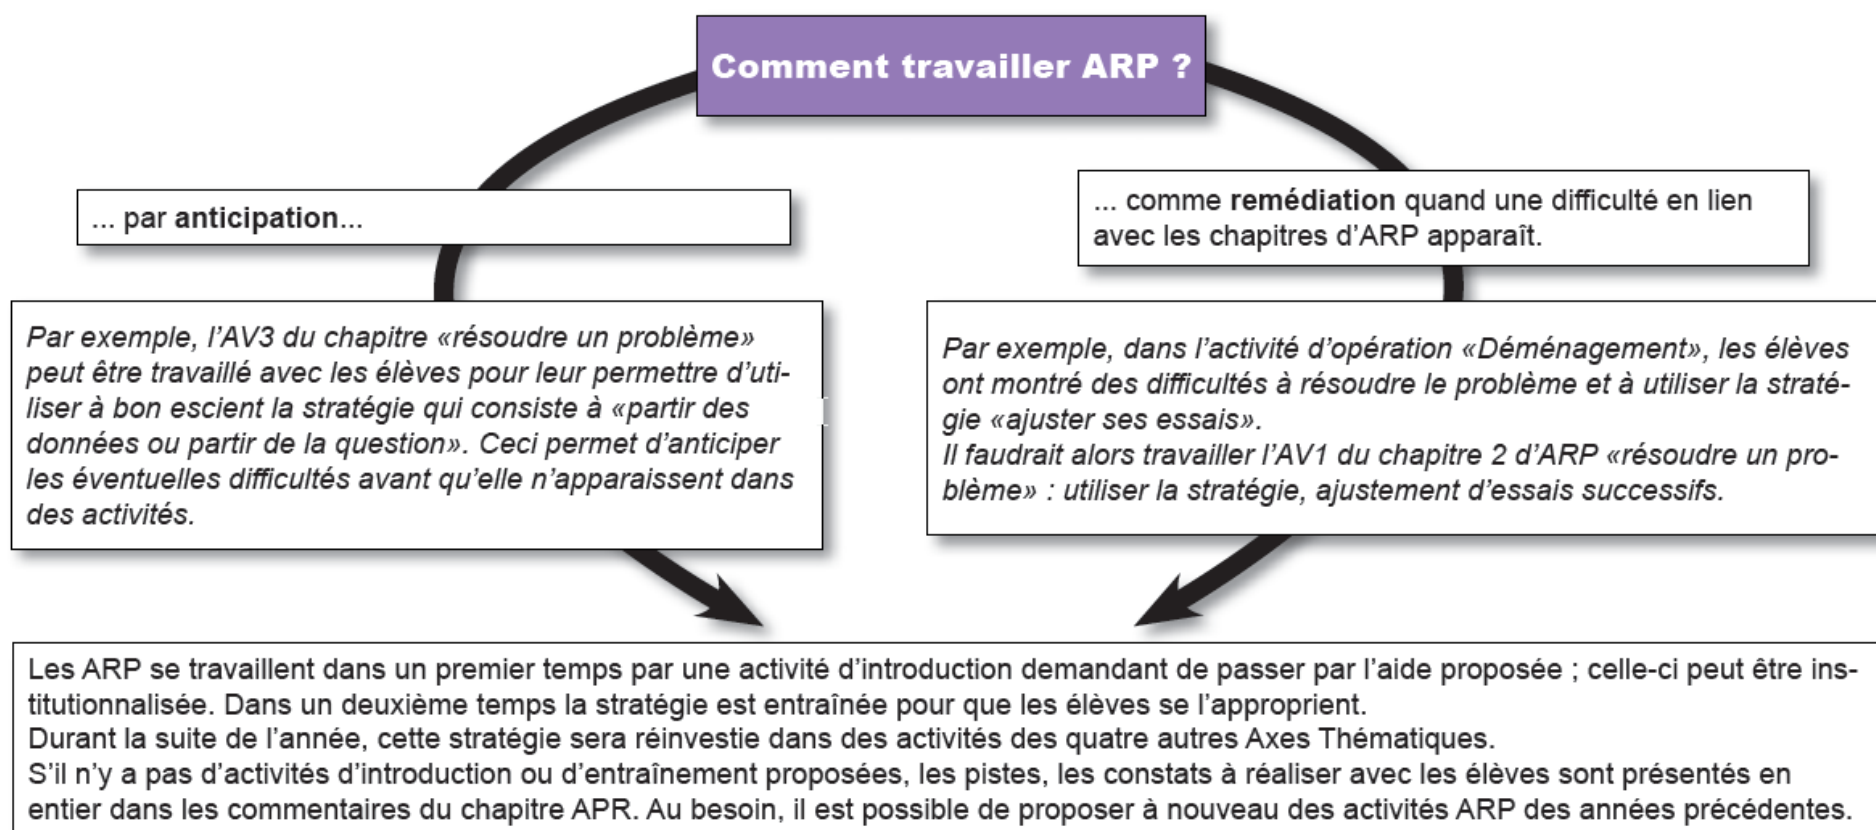 Comment travailler ARP ?
... par anticipation...
... comme remédiation quand une difficulté en lien
avec les chapitres d'ARP apparaît.
Par exemple, l'AV3 du chapitre «résoudre un problème»
peut être travaillé avec les élèves pour leur permettre d'uti-
liser à bon escient la stratégie qui consiste à «partir des
données ou partir de la question». Ceci permet d'anticiper
les éventuelles difficultés avant qu'elle n'apparaissent dans
des activités.
Par exemple, dans l'activité d'opération «Déménagement», les élèves
ont montré des difficultés à résoudre le problème et à utiliser la straté-
gie «ajuster ses essais».
Il faudrait alors travailler l'AV1 du chapitre 2 d'ARP «résoudre un pro-
blème» : utiliser la stratégie, ajustement d'essais successifs.
Les ARP se travaillent dans un premier temps par une activité d'introduction demandant de passer par l'aide proposée ; celle-ci peut être ins-
titutionnalisée. Dans un deuxième temps la stratégie est entraînée pour que les élèves se l'approprient.
Durant la suite de l'année, cette stratégie sera réinvestie dans des activités des quatre autres Axes Thématiques.
S'il n'y a pas d'activités d'introduction ou d'entraînement proposées, les pistes, les constats à réaliser avec les élèves sont présentés en
entier dans les commentaires du chapitre APR. Au besoin, il est possible de proposer à nouveau des activités ARP des années précédentes.